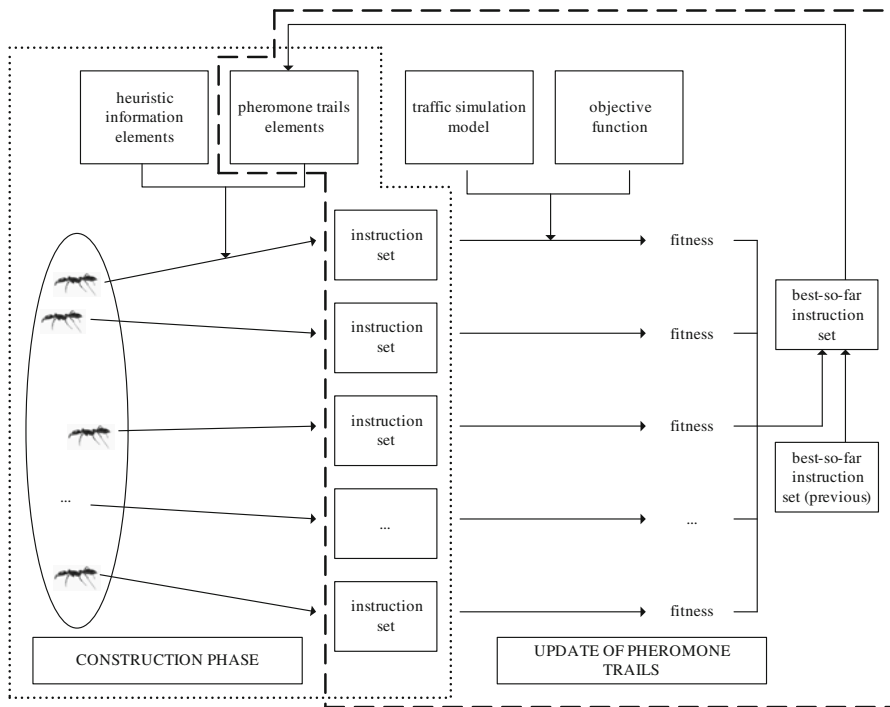 heuristic
information
elements
pheromone trails
elements
traffic simulation
model
objective
function
instruction
set
fitness
instruction
set
fitness
instruction
set
fitness
...
...
...
instruction
set
fitness
best-so-far
instruction
set
best-so-far
instruction
set (previous)
CONSTRUCTION PHASE
UPDATE OF PHEROMONE
TRAILS